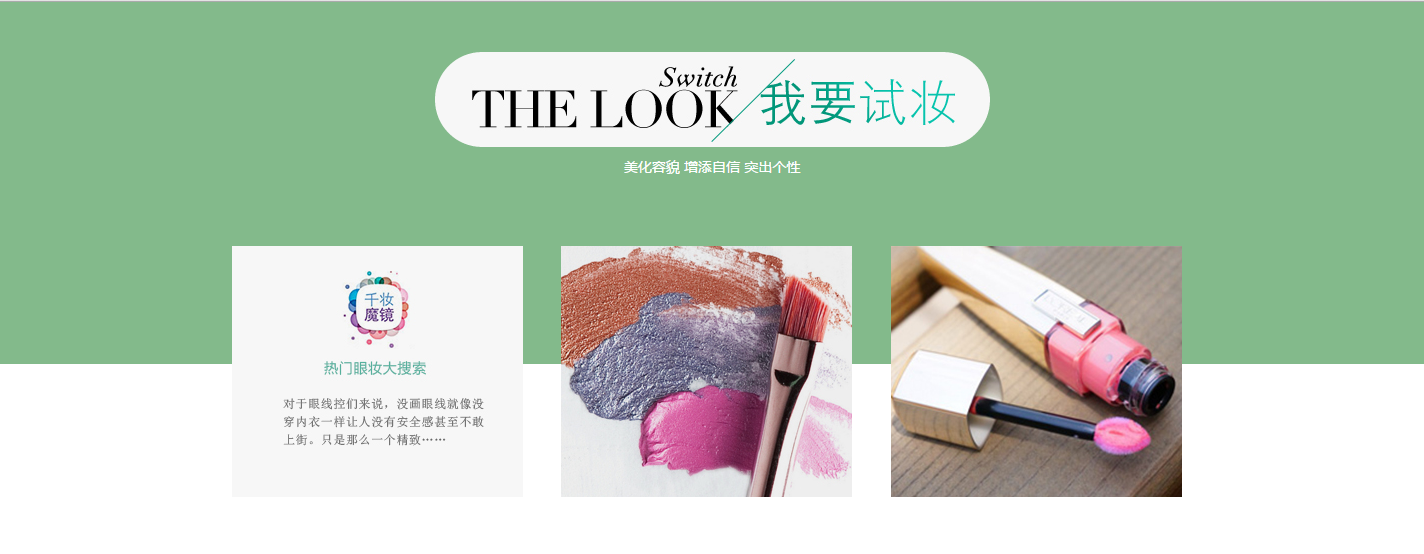 Switch
THE LOOK
我要试妆
美化容貌 增添自信 突出个性
千妆
魔镜
热门眼妆大搜索
对于眼线控们来说，没画眼线就像没
穿内衣一样让人没有安全感甚至不敢
上街。只是那么一个精致……